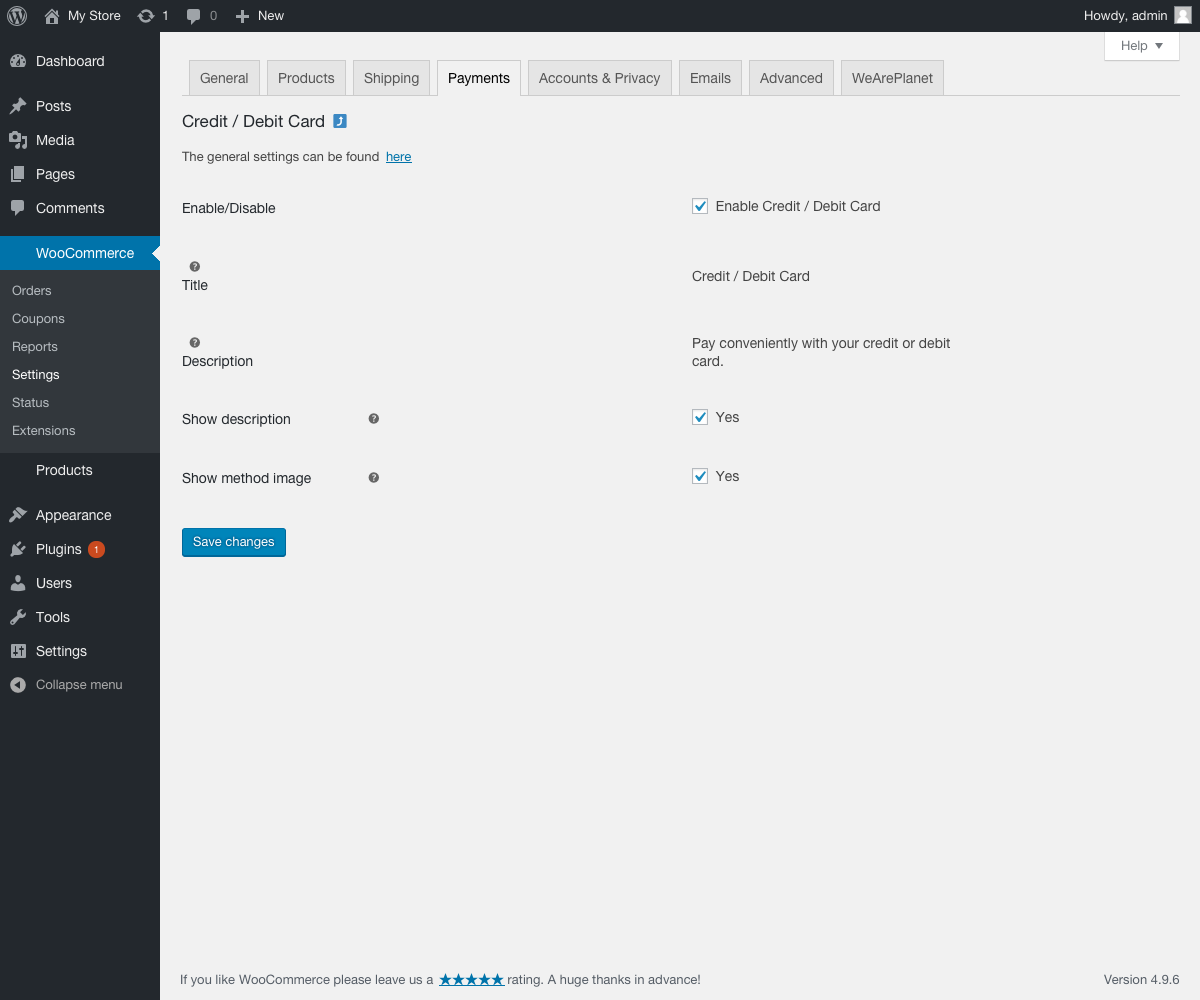 My Store 1 0 New Howdy, admin
Help
Dashboard
Posts
Media
Pages
Comments
WooCommerce
Orders
Coupons
Reports
Settings
Status
Extensions
Products
Appearance
Plugins 1
Users
Tools
Settings
Collapse menu
General Products Shipping Payments Accounts & Privacy Emails Advanced WeArePlanet
Credit / Debit Card
The general settings can be found here
Enable/Disable Enable Credit / Debit Card
Title Credit / Debit Card
Description Pay conveniently with your credit or debit
card.
Show description Yes
Show method image Yes
Save changes
If you like WooCommerce please leave us a ★★★★★ rating. A huge thanks in advance! Version 4.9.6